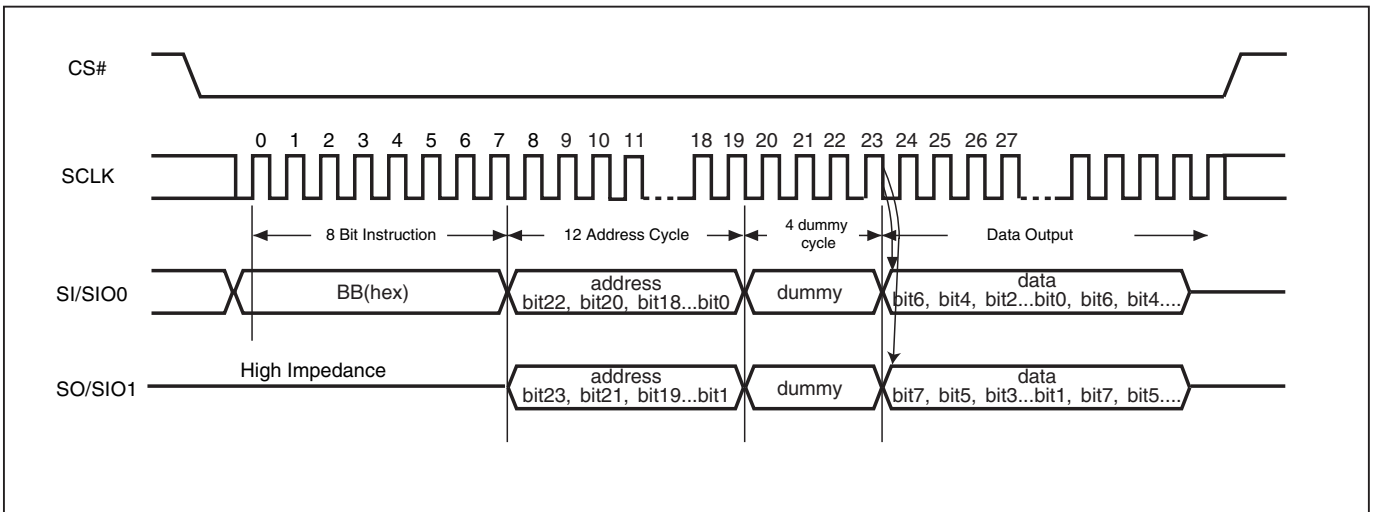 CS#
0 1 2 3 4 5 6 7 8 9 10 11 18 19 20 21 22 23 24 25 26 27
SCLK
8 Bit Instruction
12 Address Cycle
4 dummy
cycle
Data Output
SI/SIO0
BB(hex)
address
bit22, bit20, bit18...bit0
dummy
data
bit6, bit4, bit2...bit0, bit6, bit4....
High Impedance
SO/SIO1
address
bit23, bit21, bit19...bit1
dummy
data
bit7, bit5, bit3...bit1, bit7, bit5....